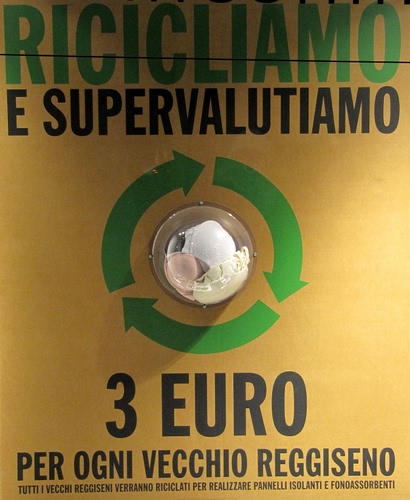 RICICLIAMO
E SUPERVALUTIAMO
3 EURO
PER OGNI VECCHIO REGGISENO
TUTTI I VECCHI REGGISENI VERRANNO RICICLATI PER REALIZZARE PANNELLI ISOLANTI E FONOASSORBENTI